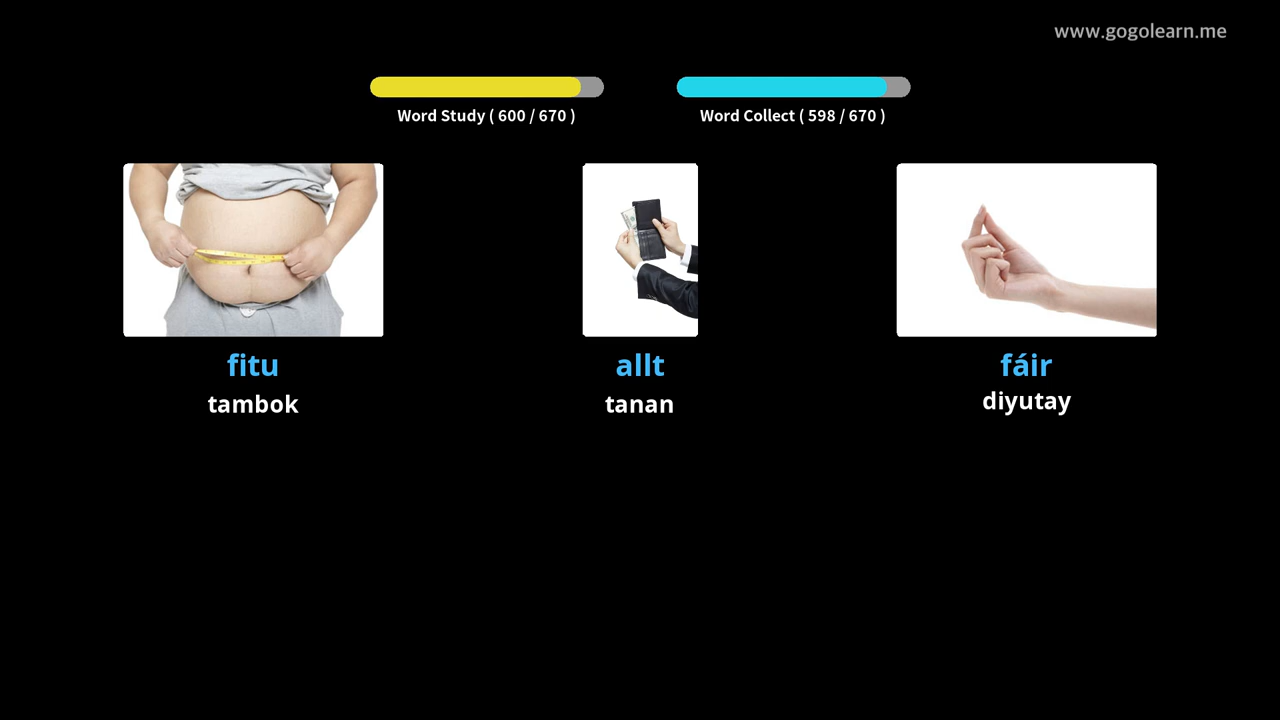 www.gogolearn.me
Word Study ( 600 / 670 )
Word Collect ( 598 / 670 )
fitu
allt
fáir
tambok
tanan
diyutay